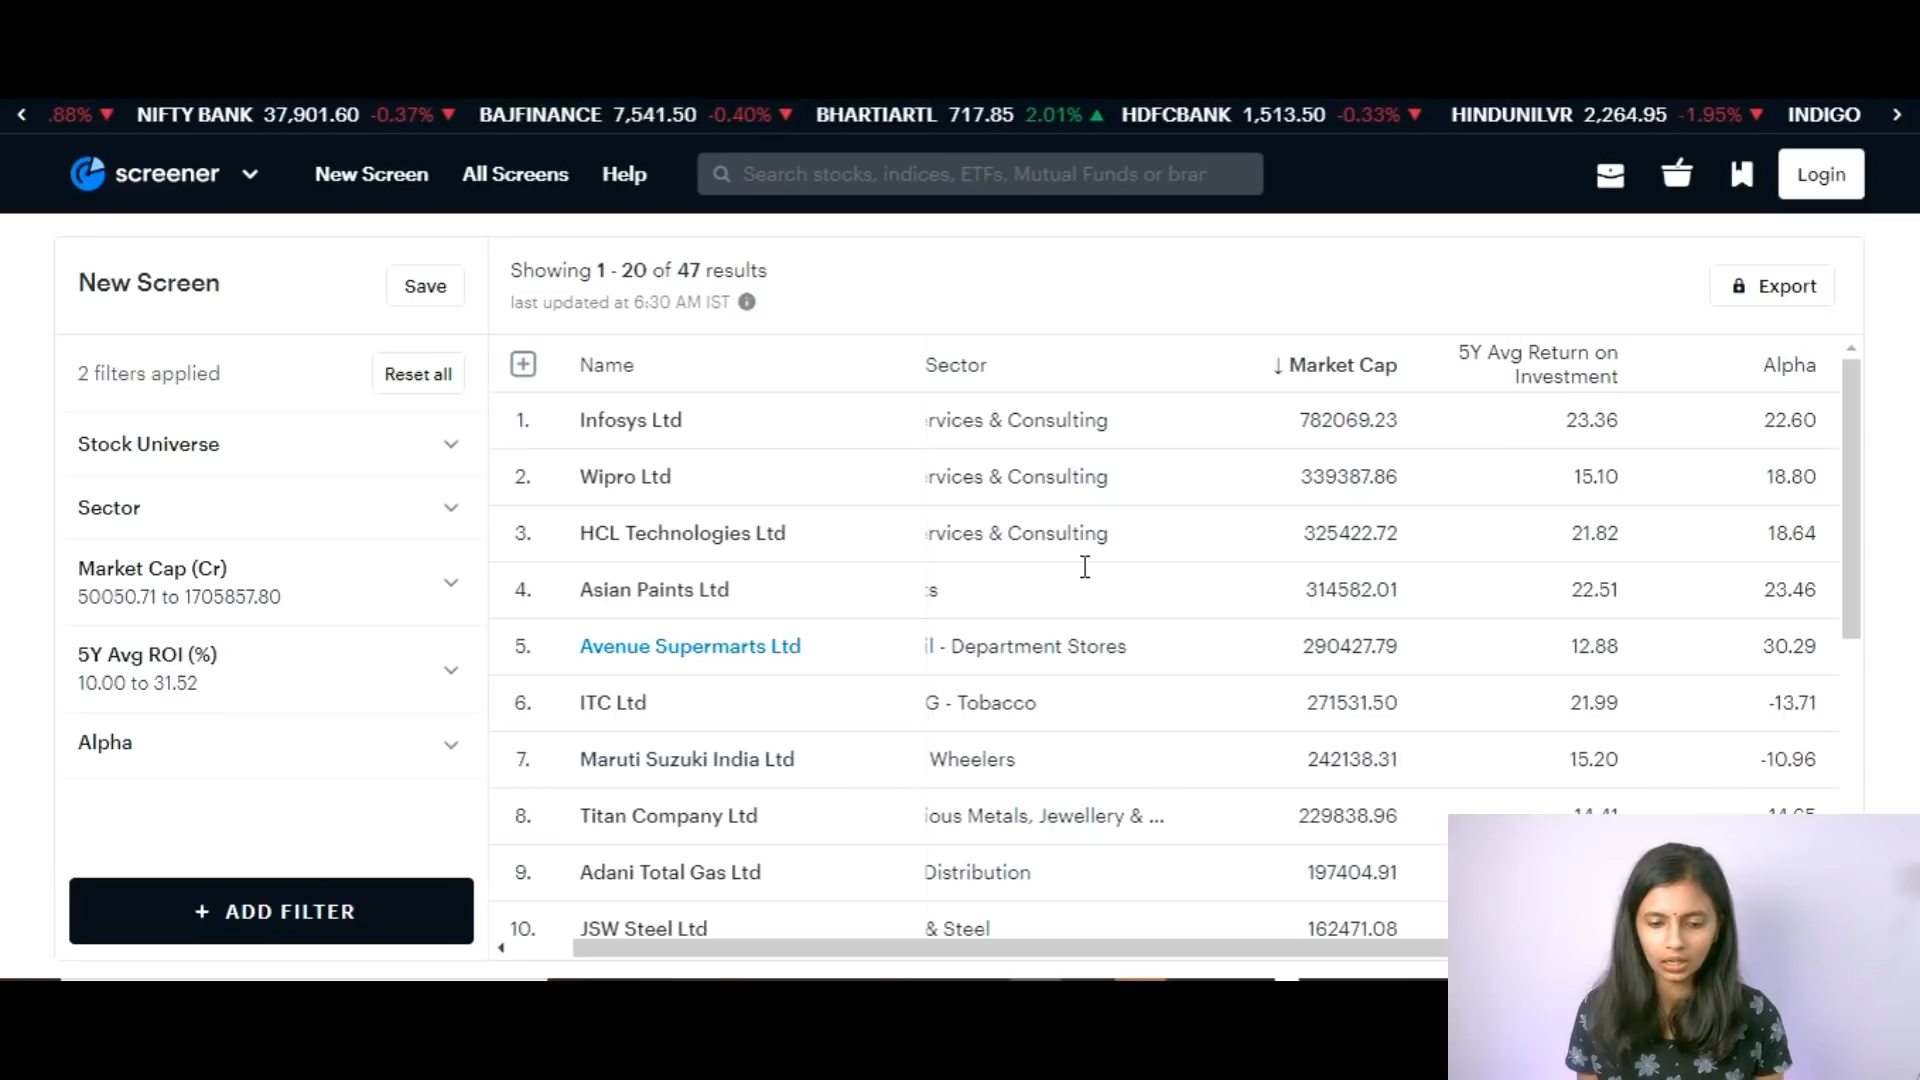 .88% NIFTY BANK 37,901.60 -0.37% BAJFINANCE 7,541.50 -0.40% BHARTIARTL 717.85 2.01% HDFCBANK 1,513.50 -0.33% HINDUNILVR 2,264.95 -1.95% INDIGO
screener New Screen All Screens Help Search stocks, indices, ETFs, Mutual Funds or brar Login
New Screen Save
Showing 1 - 20 of 47 results
last updated at 6:30 AM IST
Export
2 filters applied Reset all
Stock Universe
Sector
Market Cap (Cr)
50050.71 to 1705857.80
5Y Avg ROI (%)
10.00 to 31.52
Alpha
+ ADD FILTER
Name Sector ↓ Market Cap 5Y Avg Return on Investment Alpha
1. Infosys Ltd rvices & Consulting 782069.23 23.36 22.60
2. Wipro Ltd rvices & Consulting 339387.86 15.10 18.80
3. HCL Technologies Ltd rvices & Consulting 325422.72 21.82 18.64
4. Asian Paints Ltd s 314582.01 22.51 23.46
5. Avenue Supermarts Ltd il - Department Stores 290427.79 12.88 30.29
6. ITC Ltd G - Tobacco 271531.50 21.99 -13.71
7. Maruti Suzuki India Ltd Wheelers 242138.31 15.20 -10.96
8. Titan Company Ltd ious Metals, Jewellery & ... 229838.96
9. Adani Total Gas Ltd Distribution 197404.91
10. JSW Steel Ltd & Steel 162471.08